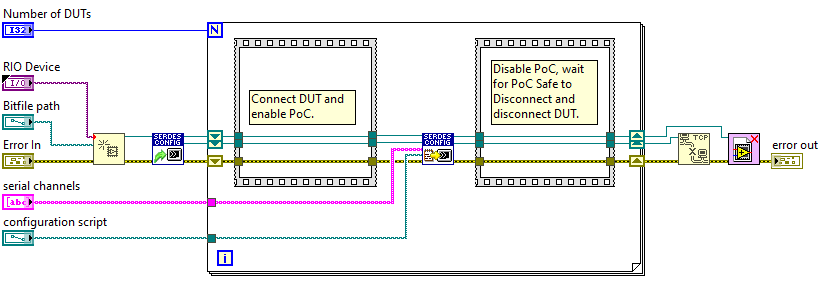 Number of DUTs
I32
N
RIO Device
I/O
Bitfile path
Error In
serial channels
abc
configuration script
SERDES
CONFIG
Connect DUT and
enable PoC.
SERDES
CONFIG
Disable PoC, wait
for PoC Safe to
Disconnect and
disconnect DUT.
i
TCP
error out